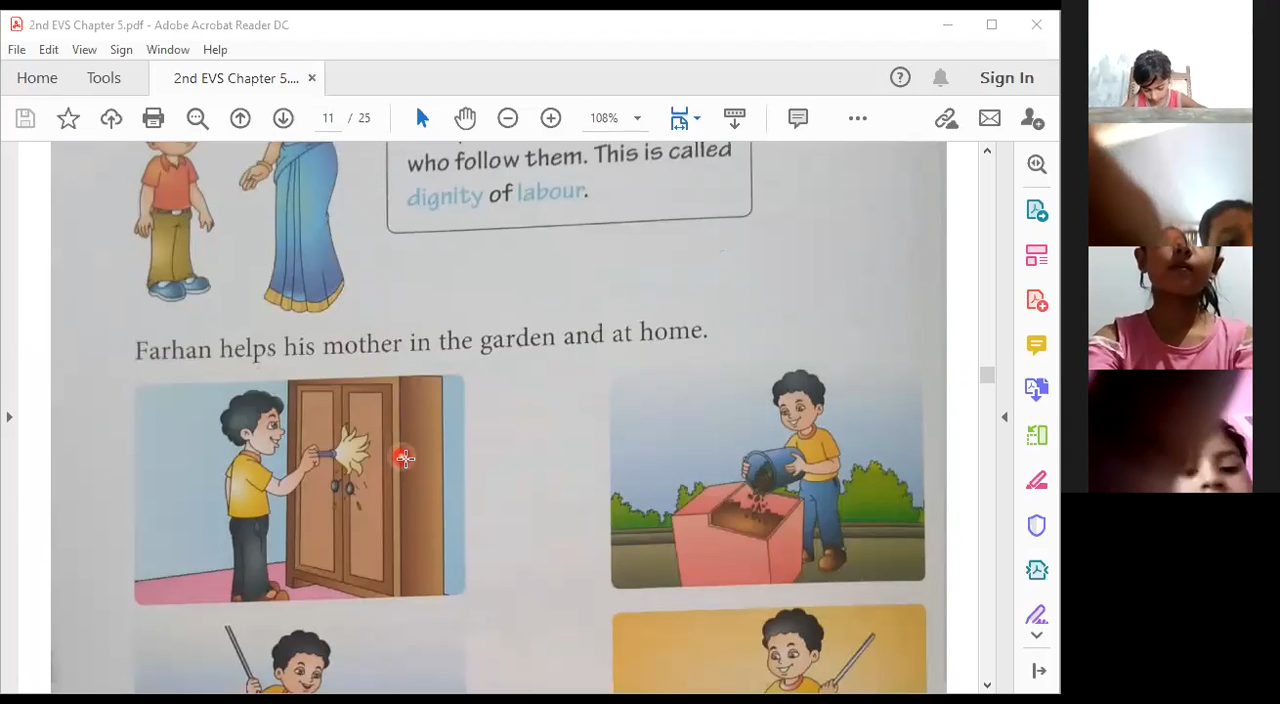 2nd EVS Chapter 5.pdf - Adobe Acrobat Reader DC
File Edit View Sign Window Help
Home Tools 2nd EVS Chapter 5.... × Sign In
11 / 25 108%
who follow them. This is called
dignity of labour.
Farhan helps his mother in the garden and at home.